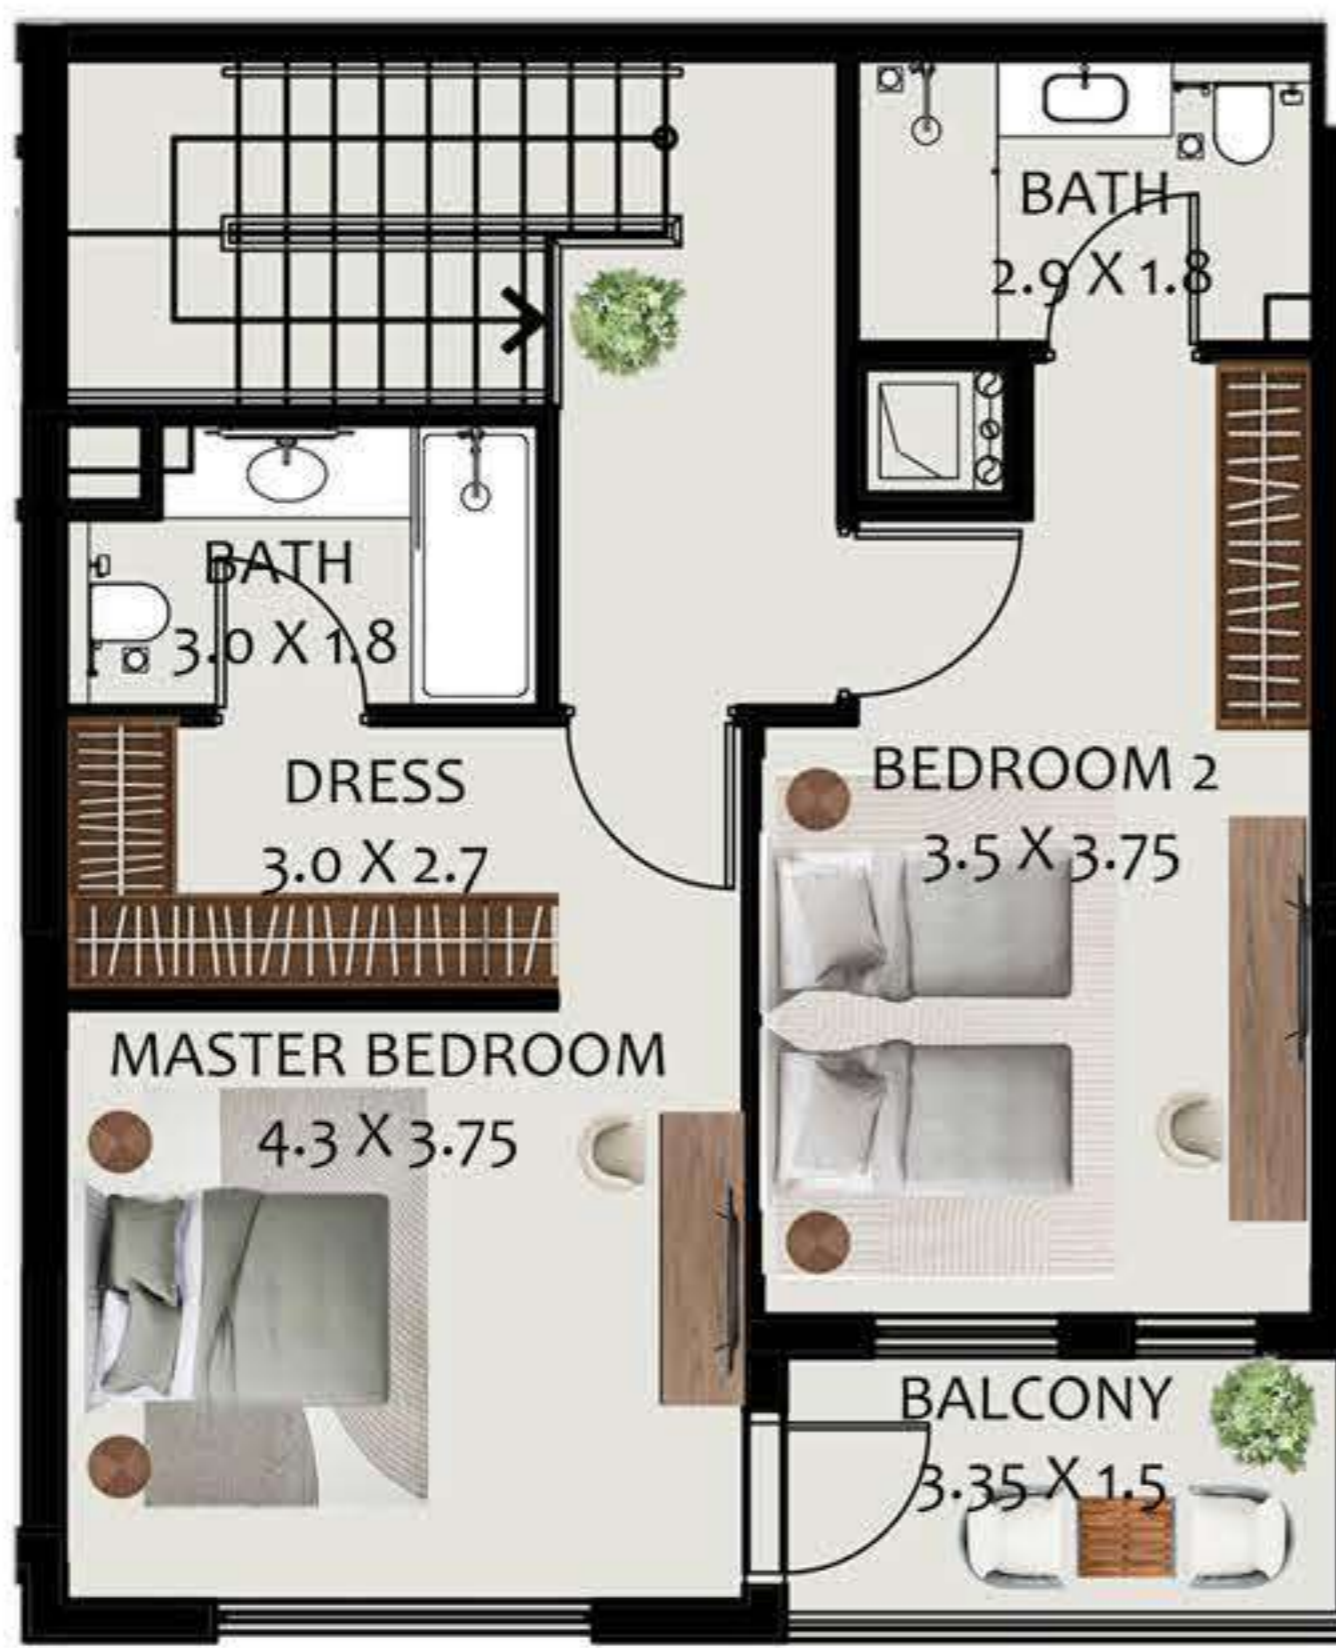 BATH
2.9 X 1.8
BATH
3.0 X 1.8
DRESS
3.0 X 2.7
BEDROOM 2
3.5 X 3.75
MASTER BEDROOM
4.3 X 3.75
BALCONY
3.35 X 1.5